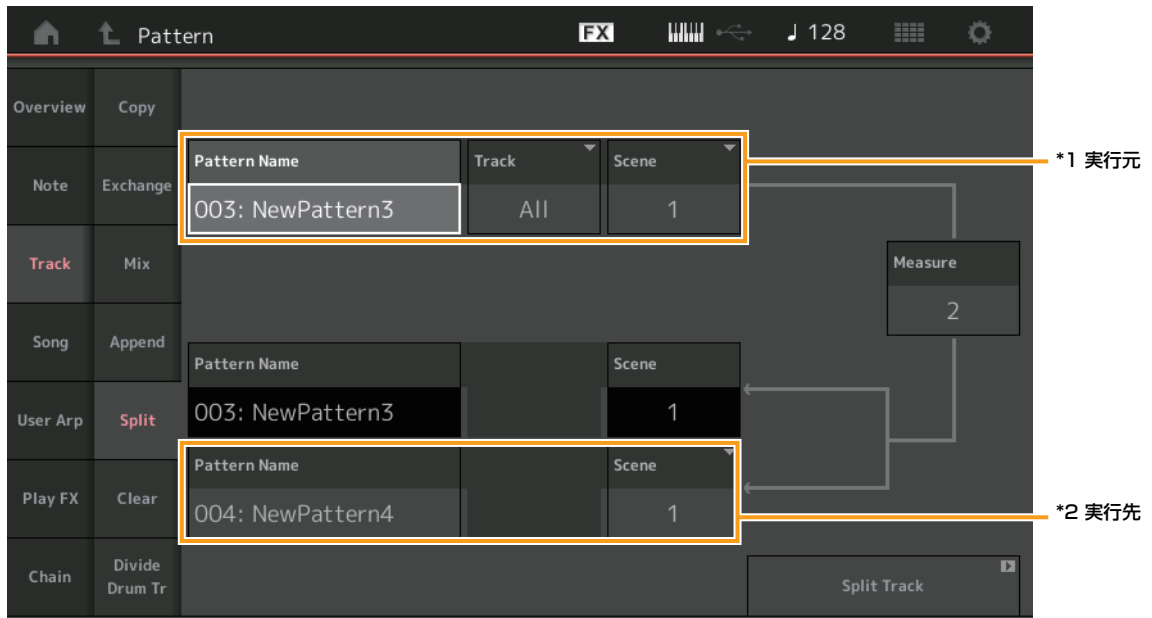 Pattern
FX
♩ 128
Overview
Copy
Pattern Name
Track
Scene
*1 実行元
Note
Exchange
003: NewPattern3
All
1
Track
Mix
Measure
2
Song
Append
Pattern Name
Scene
User Arp
Split
003: NewPattern3
1
Pattern Name
Scene
Play FX
Clear
004: NewPattern4
1
*2 実行先
Chain
Divide
Drum Tr
Split Track